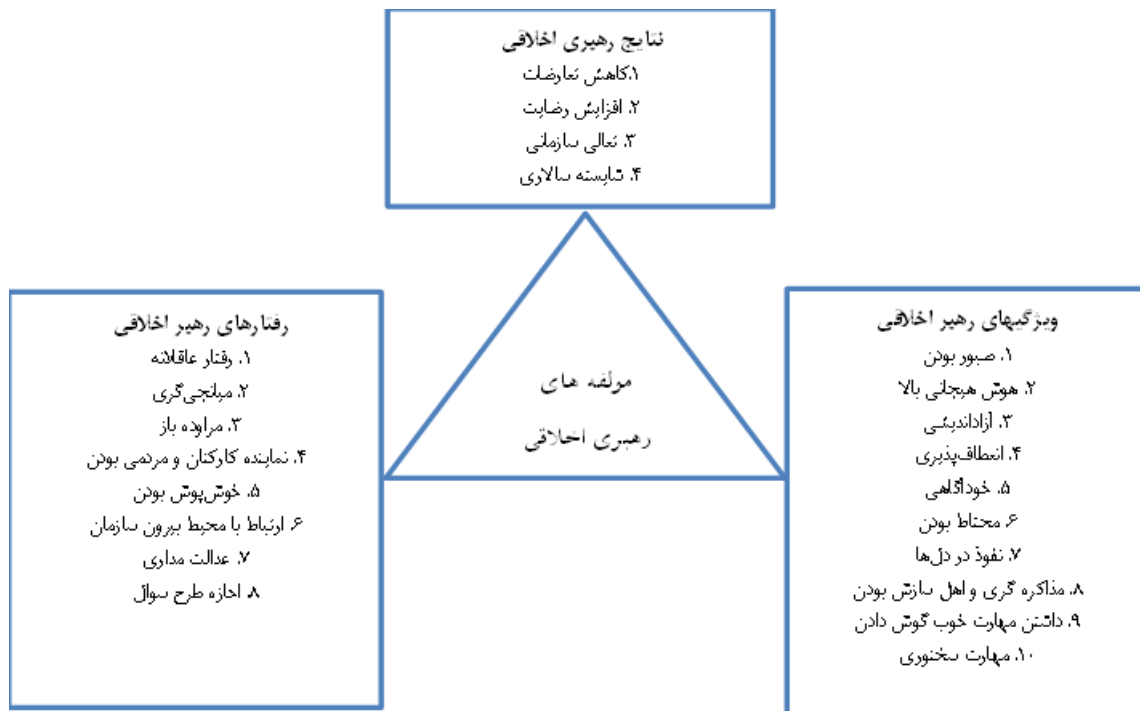 نتایج رهبری اخلاقی
۱.کاهش تعارضات
۲. افزایش رضایت
۳. تعالی سازمانی
۴. شایسته سالاری
ویژگیهای رهبر اخلاقی
۱. صبور بودن
۲. هوش هیجانی بالا
۳. آزاداندیشی
۴. انعطاف‌پذیری
۵. خودآگاهی
۶. محتاط بودن
۷. نفوذ در دل‌ها
۸. مذاکره گری و اهل سازش بودن
۹. داشتن مهارت خوب گوش دادن
۱۰. مهارت سخنوری
مولفه های
رهبری اخلاقی
رفتارهای رهبر اخلاقی
۱. رفتار عاقلانه
۲. میانجی‌گری
۳. مراوده باز
۴. نماینده کارکنان و مردمی بودن
۵. خوش‌پوش بودن
۶. ارتباط با محیط بیرون سازمان
۷. عدالت مداری
۸. اجازه طرح سوال